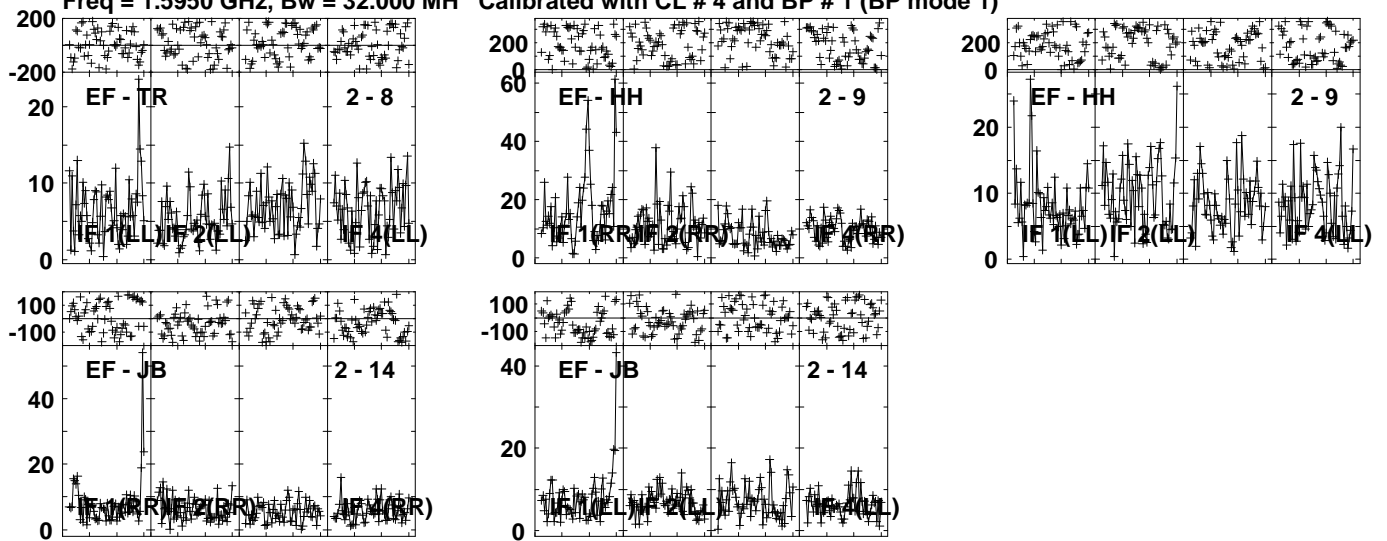 Freq = 1.5950 GHz, Bw = 32.000 MH Calibrated with CL # 4 and BP # 1 (BP mode 1)
200
-200
EF - TR 2 - 8
20
10
0
IF 1(LL) IF 2(LL) IF 4(LL)
200
0
60
EF - HH 2 - 9
40
20
0
IF 1(RR) IF 2(RR) IF 4(RR)
200
0
EF - HH 2 - 9
20
10
0
IF 1(LL) IF 2(LL) IF 4(LL)
100
-100
EF - JB 2 - 14
40
20
0
IF 1(RR) IF 2(RR) IF 4(RR)
100
-100
EF - JB 2 - 14
40
20
0
IF 1(LL) IF 2(LL) IF 4(LL)